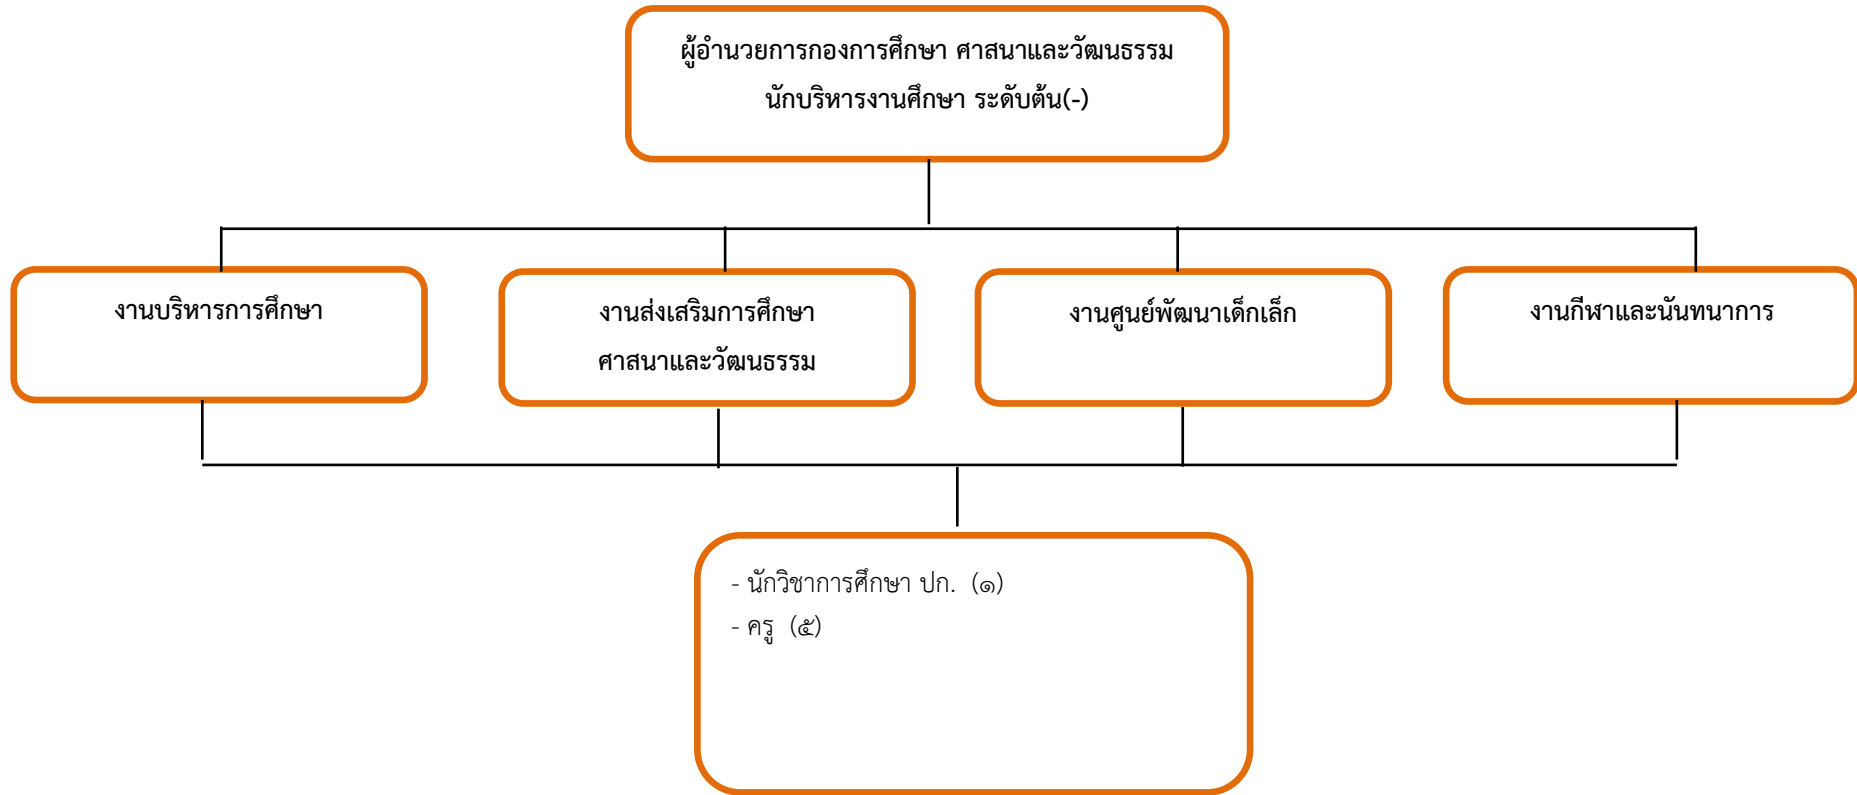 ผู้อำนวยการกองการศึกษา ศาสนาและวัฒนธรรม
นักบริหารงานศึกษา ระดับต้น(-)
งานบริหารการศึกษา
งานส่งเสริมการศึกษา
ศาสนาและวัฒนธรรม
งานศูนย์พัฒนาเด็กเล็ก
งานกีฬาและนันทนาการ
- นักวิชาการศึกษา ปก. (๑)
- ครู (๕)